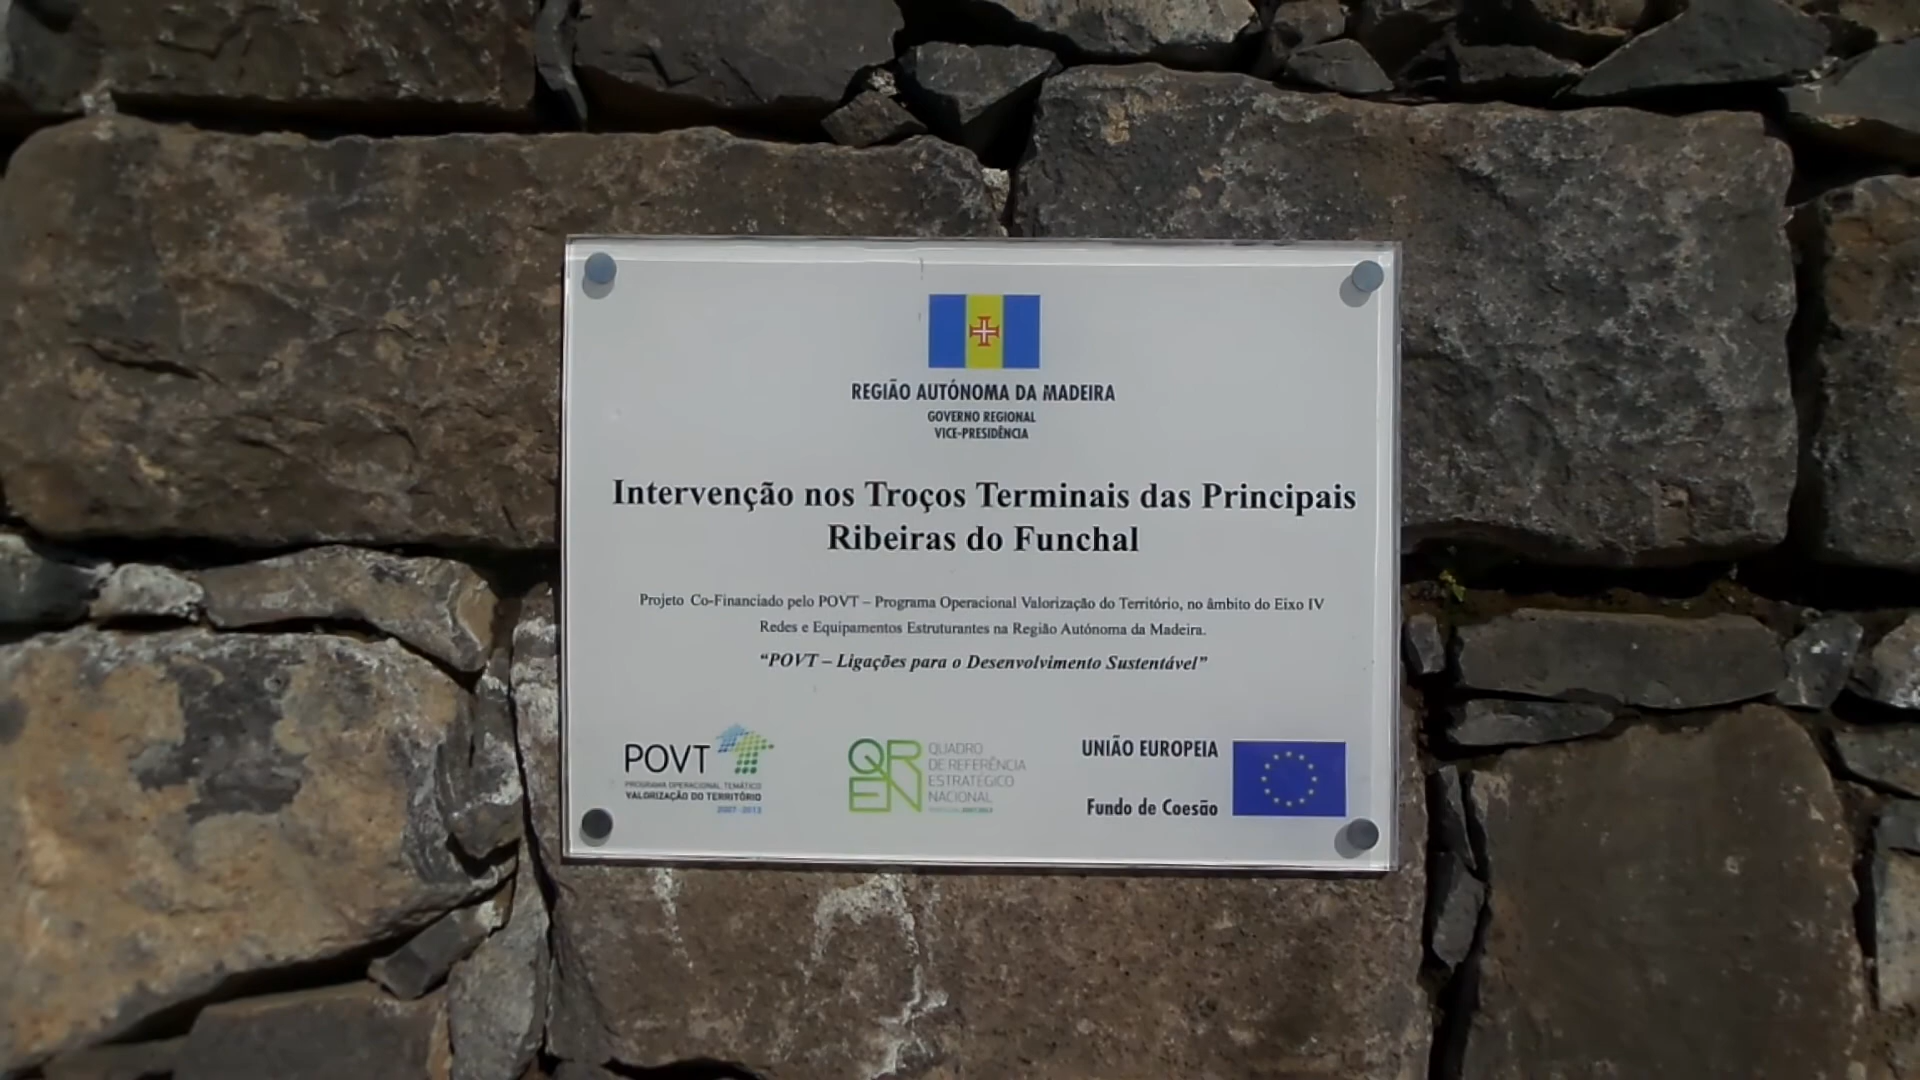 REGIÃO AUTÓNOMA DA MADEIRA
GOVERNO REGIONAL
VICE-PRESIDÊNCIA
Intervenção nos Troços Terminais das Principais
Ribeiras do Funchal
Projeto Co-Financiado pelo POVT – Programa Operacional Valorização do Território, no âmbito do Eixo IV
Redes e Equipamentos Estruturantes na Região Autónoma da Madeira.
“POVT – Ligações para o Desenvolvimento Sustentável”
POVT
PROGRAMA OPERACIONAL TEMÁTICO
VALORIZAÇÃO DO TERRITÓRIO
2007-2013
QR
EN
QUADRO
DE REFERÊNCIA
ESTRATÉGICO
NACIONAL
UNIÃO EUROPEIA
Fundo de Coesão